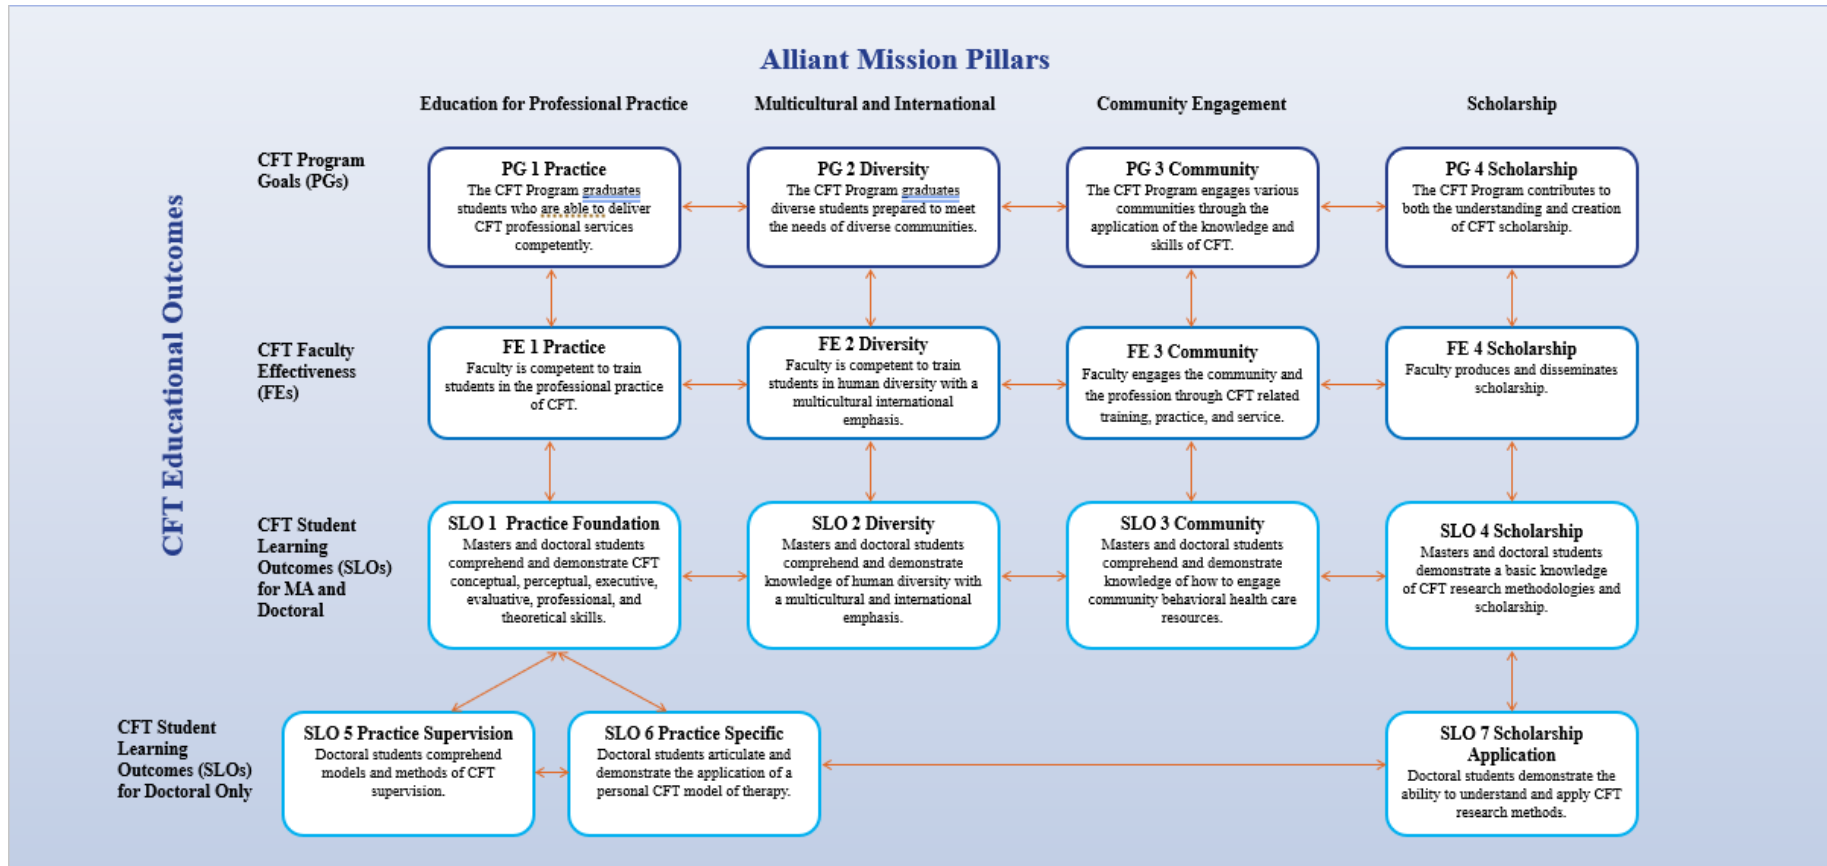 Alliant Mission Pillars
Education for Professional Practice
Multicultural and International
Community Engagement
Scholarship
CFT Educational Outcomes
CFT Program
Goals (PGs)
PG 1 Practice
The CFT Program graduates
students who are able to deliver
CFT professional services
competently.
PG 2 Diversity
The CFT Program graduates
diverse students prepared to meet
the needs of diverse communities.
PG 3 Community
The CFT Program engages various
communities through the
application of the knowledge and
skills of CFT.
PG 4 Scholarship
The CFT Program contributes to
both the understanding and creation
of CFT scholarship.
CFT Faculty
Effectiveness
(FEs)
FE 1 Practice
Faculty is competent to train
students in the professional practice
of CFT.
FE 2 Diversity
Faculty is competent to train
students in human diversity with a
multicultural international
emphasis.
FE 3 Community
Faculty engages the community and
the profession through CFT related
training, practice, and service.
FE 4 Scholarship
Faculty produces and disseminates
scholarship.
CFT Student
Learning
Outcomes (SLOs)
for MA and
Doctoral
SLO 1 Practice Foundation
Masters and doctoral students
comprehend and demonstrate CFT
conceptual, perceptual, executive,
evaluative, professional, and
theoretical skills.
SLO 2 Diversity
Masters and doctoral students
comprehend and demonstrate
knowledge of human diversity with
a multicultural and international
emphasis.
SLO 3 Community
Masters and doctoral students
comprehend and demonstrate
knowledge of how to engage
community behavioral health care
resources.
SLO 4 Scholarship
Masters and doctoral students
demonstrate a basic knowledge
of CFT research methodologies and
scholarship.
CFT Student
Learning
Outcomes (SLOs)
for Doctoral Only
SLO 5 Practice Supervision
Doctoral students comprehend
models and methods of CFT
supervision.
SLO 6 Practice Specific
Doctoral students articulate and
demonstrate the application of a
personal CFT model of therapy.
SLO 7 Scholarship
Application
Doctoral students demonstrate the
ability to understand and apply CFT
research methods.